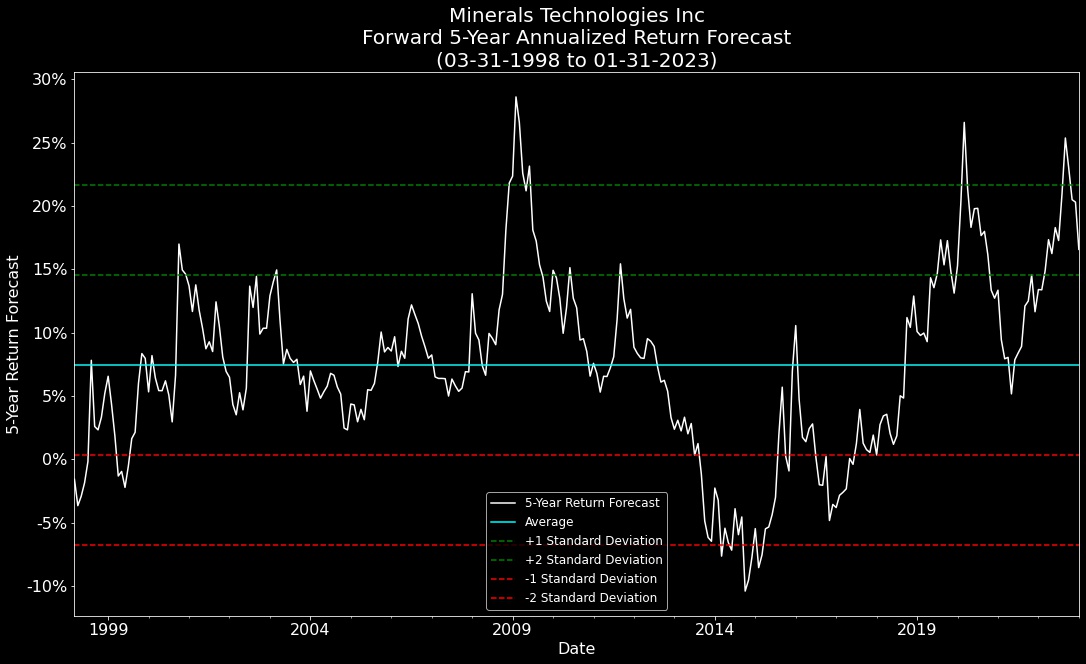 Minerals Technologies Inc
Forward 5-Year Annualized Return Forecast
(03-31-1998 to 01-31-2023)
30%
25%
20%
15%
10%
5%
0%
-5%
-10%
5-Year Return Forecast
5-Year Return Forecast
Average
+1 Standard Deviation
+2 Standard Deviation
-1 Standard Deviation
-2 Standard Deviation
1999 2004 2009 2014 2019
Date